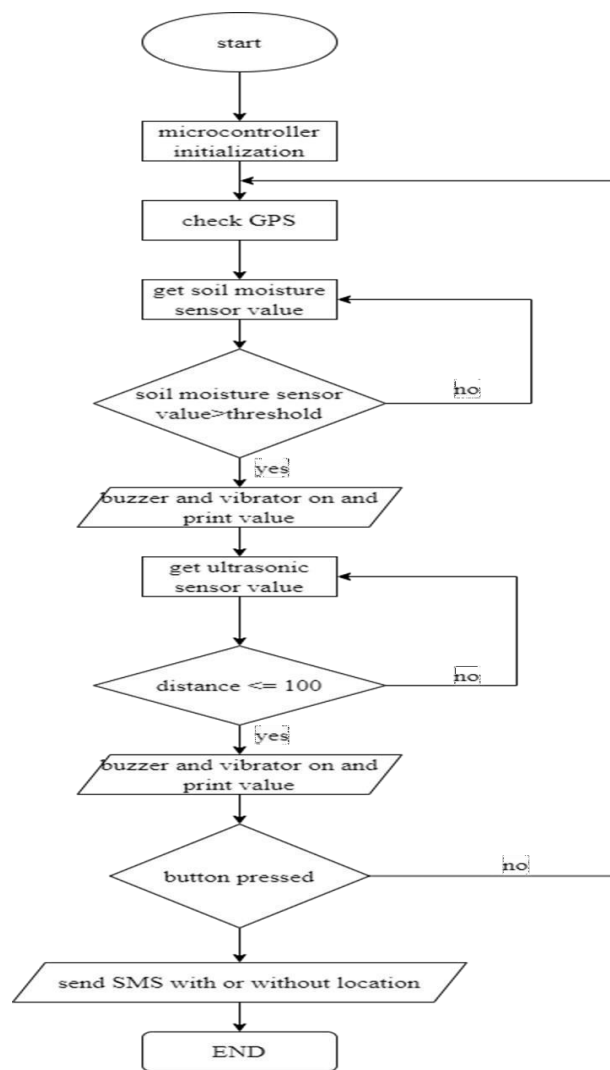 start
microcontroller
initialization
check GPS
get soil moisture
sensor value
soil moisture sensor
value>threshold
no
yes
buzzer and vibrator on and
print value
get ultrasonic
sensor value
distance <= 100
no
yes
buzzer and vibrator on and
print value
button pressed
no
send SMS with or without location
END